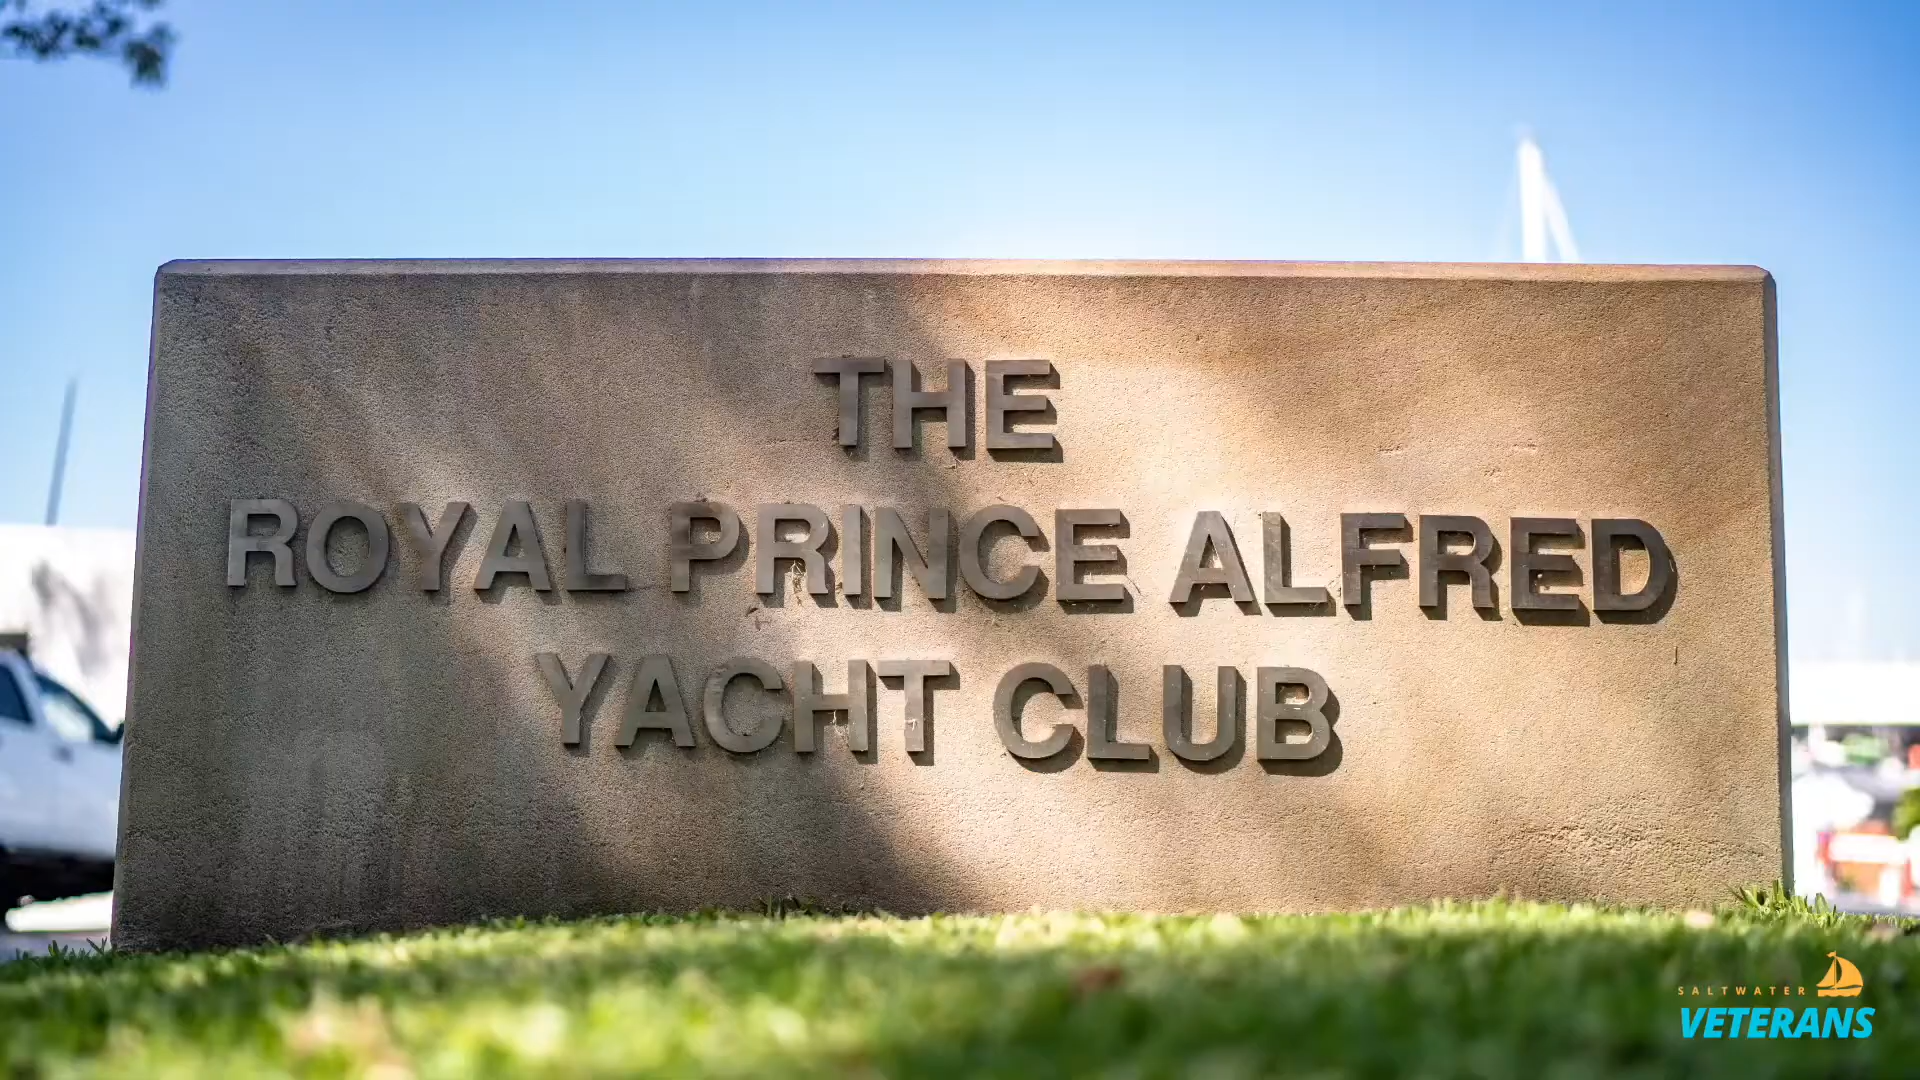 THE
ROYAL PRINCE ALFRED
YACHT CLUB
SALTWATER
VETERANS